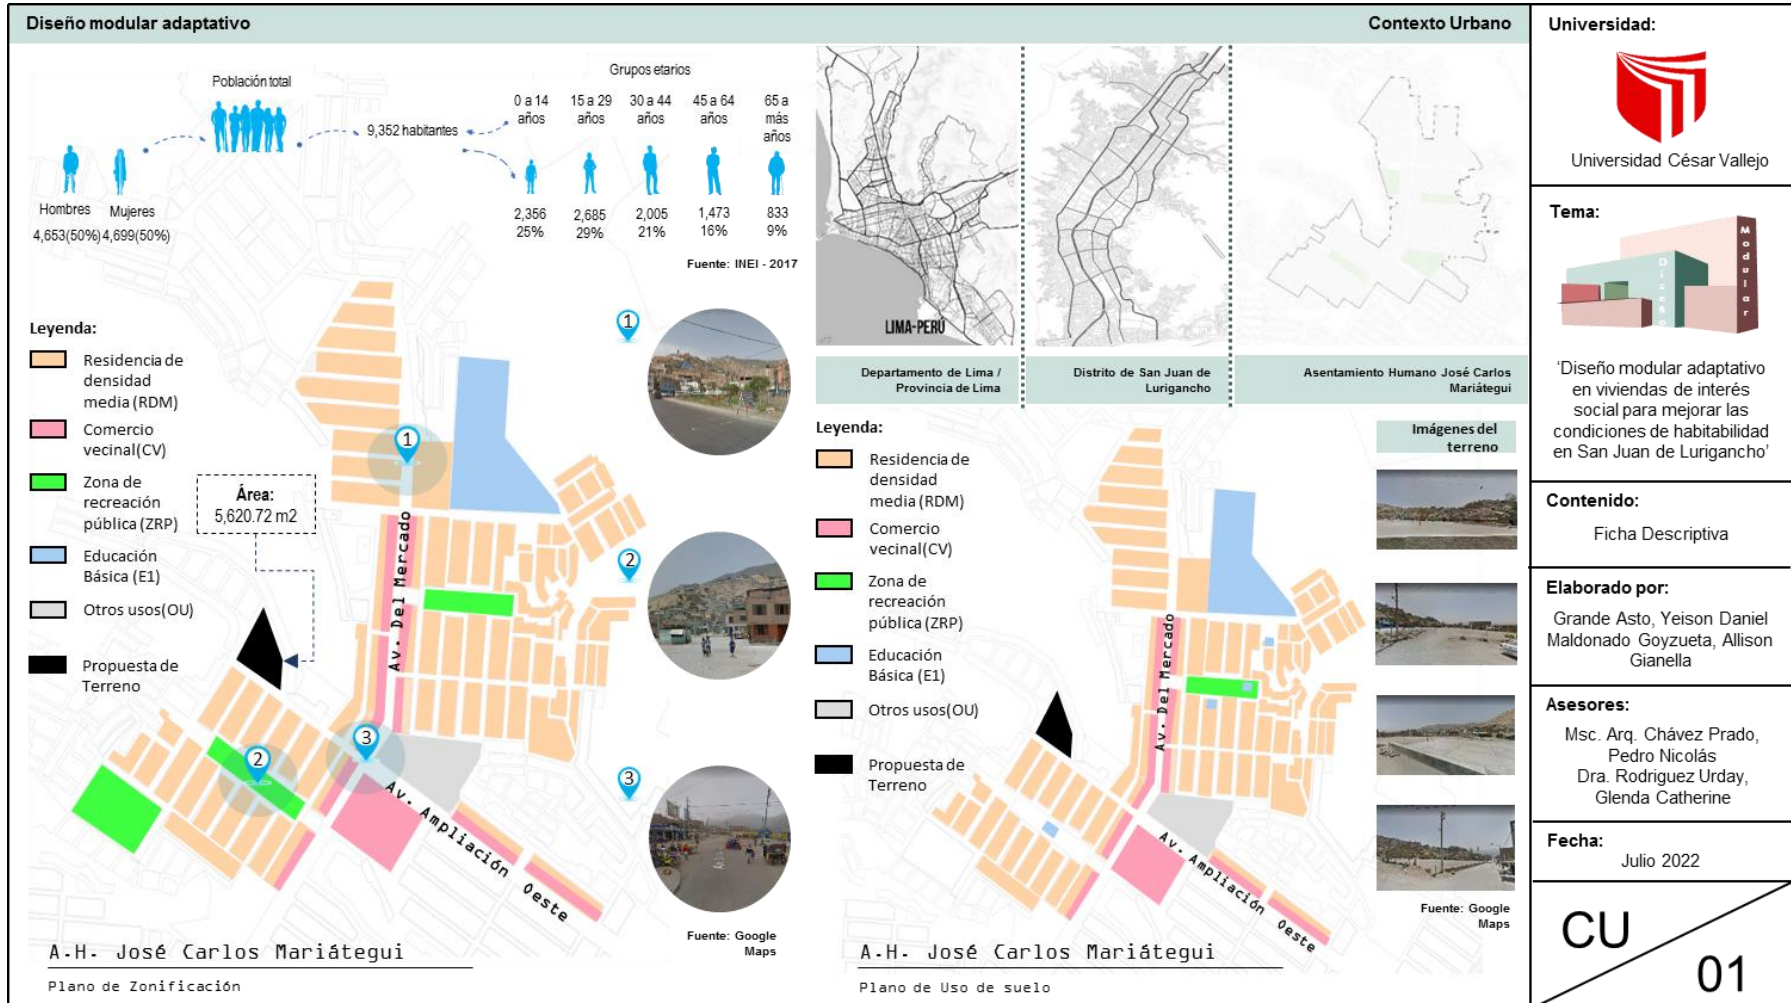 Diseño modular adaptativo
Contexto Urbano
Población total
Grupos etarios
0 a 14
años
15 a 29
años
30 a 44
años
45 a 64
años
65 a
más
años
9,352 habitantes
Hombres
4,653(50%)
Mujeres
4,699(50%)
2,356
25%
2,685
29%
2,005
21%
1,473
16%
833
9%
Fuente: INEI - 2017
Leyenda:
Residencia de
densidad
media (RDM)
Comercio
vecinal(CV)
Zona de
recreación
pública (ZRP)
Educación
Básica (E1)
Otros usos(OU)
Propuesta de
Terreno
Área:
5,620.72 m2
1
2
3
Av. Del Mercado
Av. Ampliación Oeste
1
2
3
Fuente: Google
Maps
A.H. José Carlos Mariátegui
Plano de Zonificación
LIMA-PERÚ
Departamento de Lima /
Provincia de Lima
Distrito de San Juan de
Lurigancho
Asentamiento Humano José Carlos
Mariátegui
Leyenda:
Residencia de
densidad
media (RDM)
Comercio
vecinal(CV)
Zona de
recreación
pública (ZRP)
Educación
Básica (E1)
Otros usos(OU)
Propuesta de
Terreno
Av. Del Mercado
Av. Ampliación Oeste
Imágenes del
terreno
Fuente: Google
Maps
A.H. José Carlos Mariátegui
Plano de Uso de suelo
Universidad:
Universidad César Vallejo
Tema:
Diseño
Modular
‘Diseño modular adaptativo
en viviendas de interés
social para mejorar las
condiciones de habitabilidad
en San Juan de Lurigancho’
Contenido:
Ficha Descriptiva
Elaborado por:
Grande Asto, Yeison Daniel
Maldonado Goyzueta, Allison
Gianella
Asesores:
Msc. Arq. Chávez Prado,
Pedro Nicolás
Dra. Rodriguez Urday,
Glenda Catherine
Fecha:
Julio 2022
CU
01